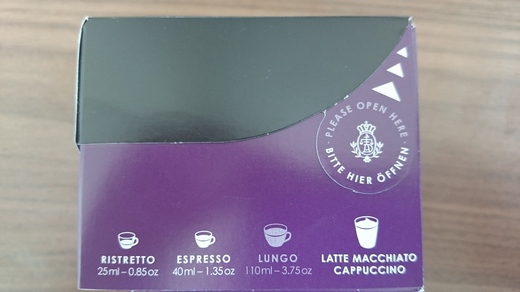 · PLEASE OPEN HERE ·
BITTE HIER ÖFFNEN
RISTRETTO
25ml – 0.85oz
ESPRESSO
40ml – 1.35oz
LUNGO
110ml – 3.75oz
LATTE MACCHIATO
CAPPUCCINO